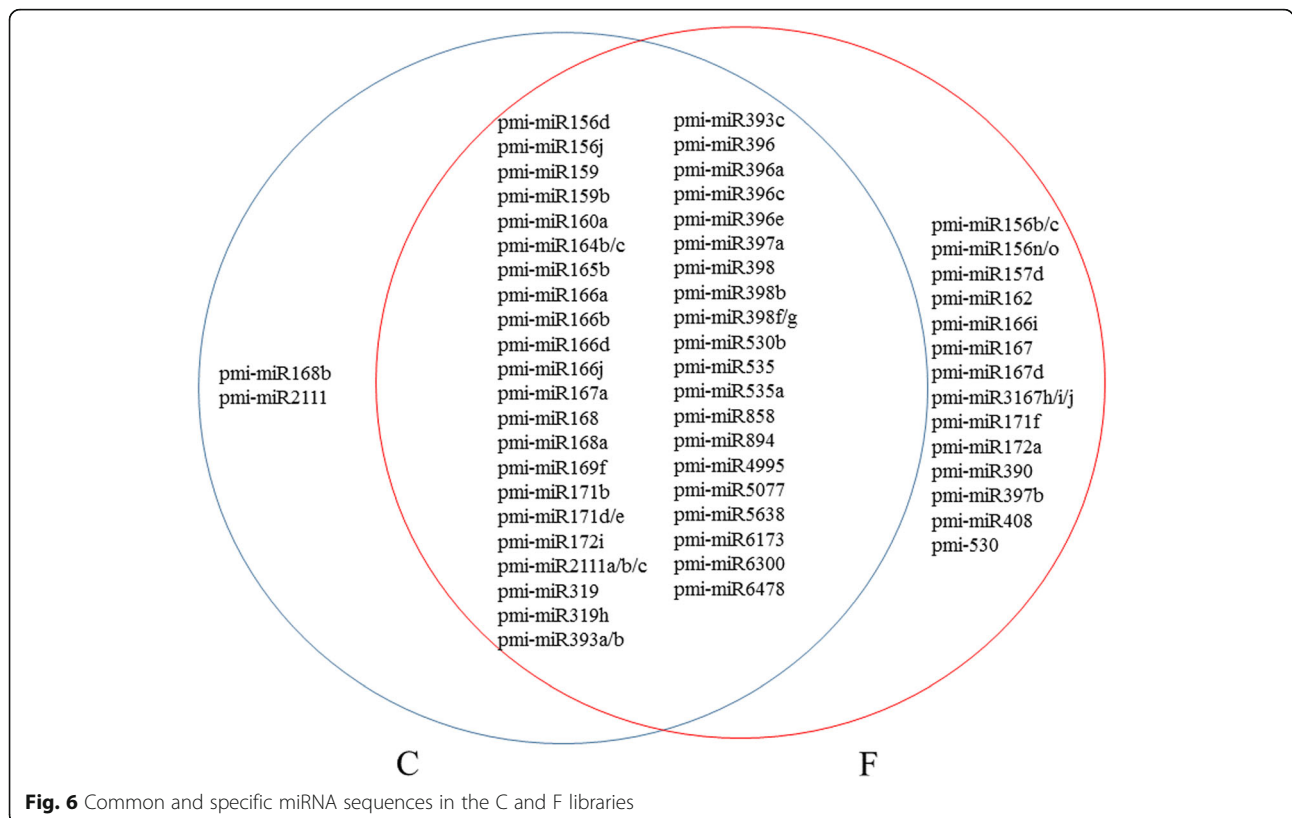 pmi-miR168b
pmi-miR2111
pmi-miR156d
pmi-miR156j
pmi-miR159
pmi-miR159b
pmi-miR160a
pmi-miR164b/c
pmi-miR165b
pmi-miR166a
pmi-miR166b
pmi-miR166d
pmi-miR166j
pmi-miR167a
pmi-miR168
pmi-miR168a
pmi-miR169f
pmi-miR171b
pmi-miR171d/e
pmi-miR172i
pmi-miR2111a/b/c
pmi-miR319
pmi-miR319h
pmi-miR393a/b
pmi-miR393c
pmi-miR396
pmi-miR396a
pmi-miR396c
pmi-miR396e
pmi-miR397a
pmi-miR398
pmi-miR398b
pmi-miR398f/g
pmi-miR530b
pmi-miR535
pmi-miR535a
pmi-miR858
pmi-miR894
pmi-miR4995
pmi-miR5077
pmi-miR5638
pmi-miR6173
pmi-miR6300
pmi-miR6478
pmi-miR156b/c
pmi-miR156n/o
pmi-miR157d
pmi-miR162
pmi-miR166i
pmi-miR167
pmi-miR167d
pmi-miR3167h/i/j
pmi-miR171f
pmi-miR172a
pmi-miR390
pmi-miR397b
pmi-miR408
pmi-530
C
F
Fig. 6 Common and specific miRNA sequences in the C and F libraries